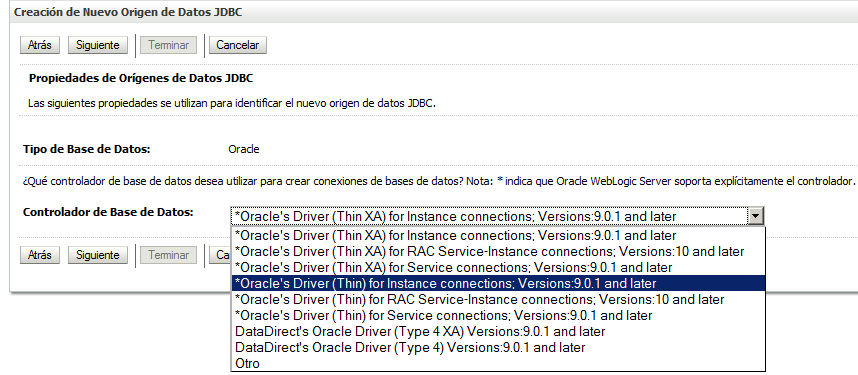 Creación de Nuevo Origen de Datos JDBC
Atrás Siguiente Terminar Cancelar
Propiedades de Orígenes de Datos JDBC
Las siguientes propiedades se utilizan para identificar el nuevo origen de datos JDBC.
Tipo de Base de Datos: Oracle
¿Qué controlador de base de datos desea utilizar para crear conexiones de bases de datos? Nota: * indica que Oracle WebLogic Server soporta explícitamente el controlador.
Controlador de Base de Datos: *Oracle's Driver (Thin XA) for Instance connections; Versions:9.0.1 and later
*Oracle's Driver (Thin XA) for Instance connections; Versions:9.0.1 and later
*Oracle's Driver (Thin XA) for RAC Service-Instance connections; Versions:10 and later
Atrás Siguiente Terminar Ca
*Oracle's Driver (Thin XA) for Service connections; Versions:9.0.1 and later
*Oracle's Driver (Thin) for Instance connections; Versions:9.0.1 and later
*Oracle's Driver (Thin) for RAC Service-Instance connections; Versions:10 and later
*Oracle's Driver (Thin) for Service connections; Versions:9.0.1 and later
DataDirect's Oracle Driver (Type 4 XA) Versions:9.0.1 and later
DataDirect's Oracle Driver (Type 4) Versions:9.0.1 and later
Otro